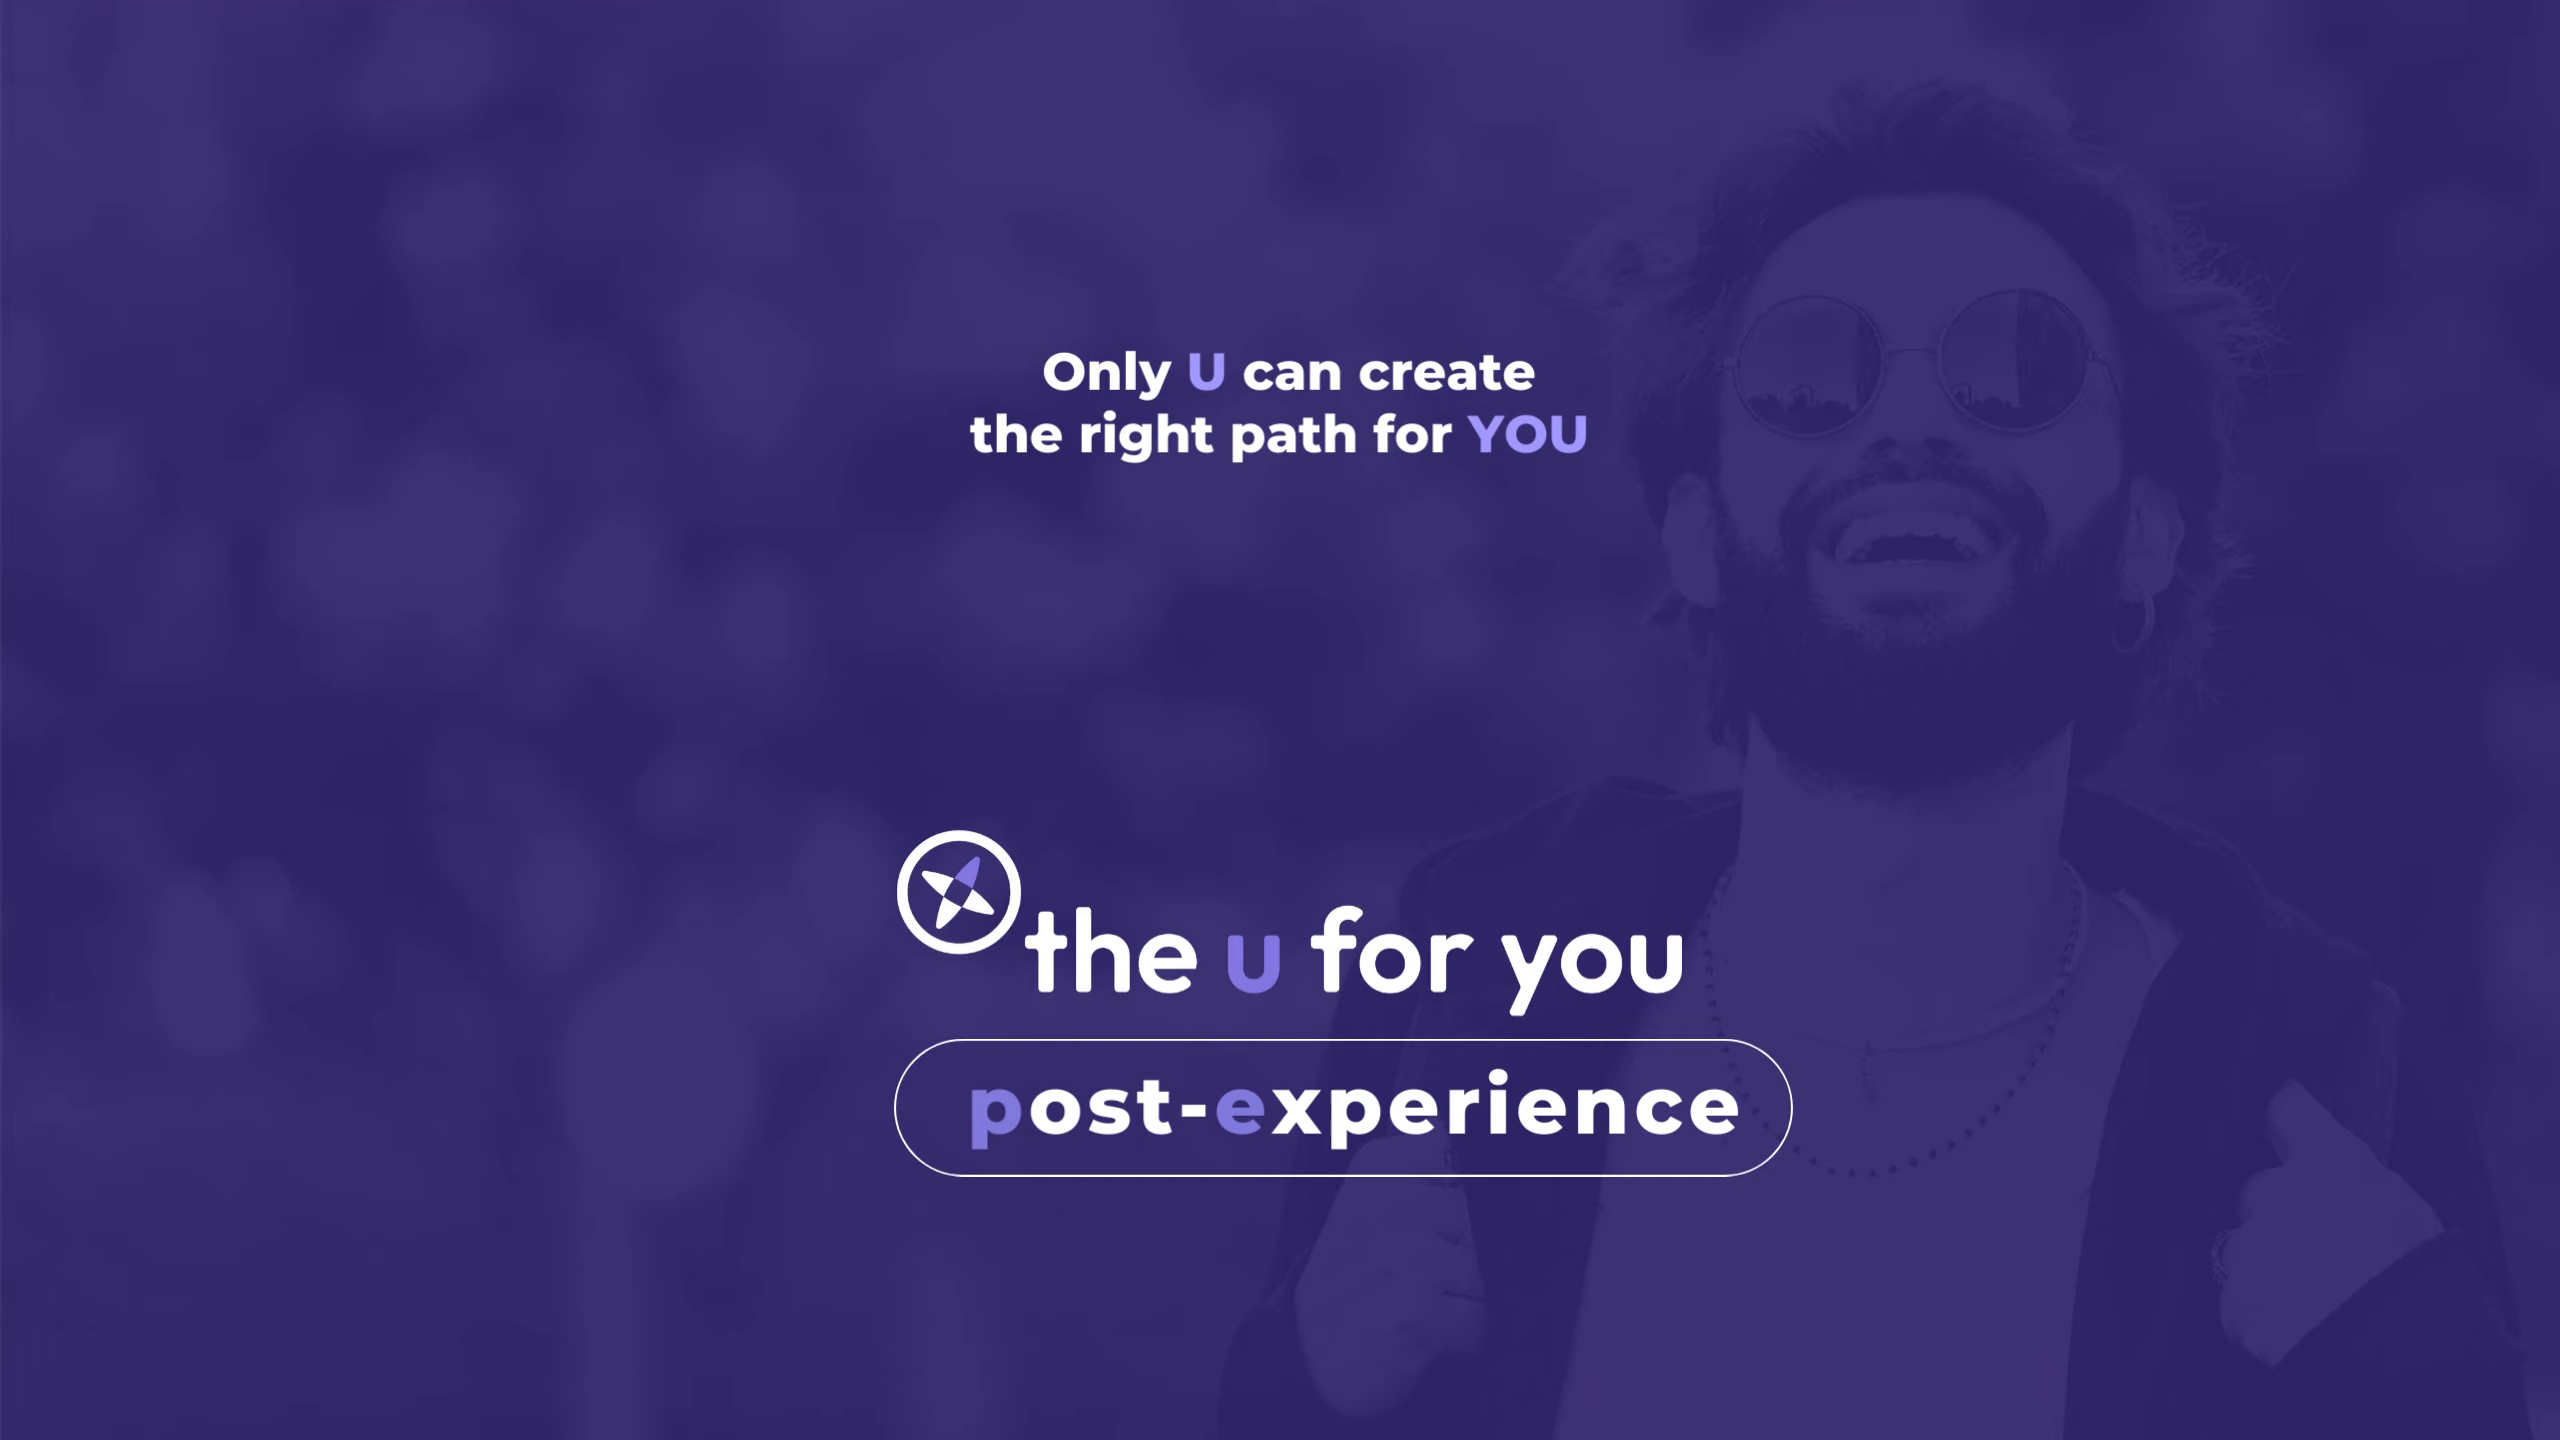 Only U can create
the right path for YOU
the u for you
post-experience